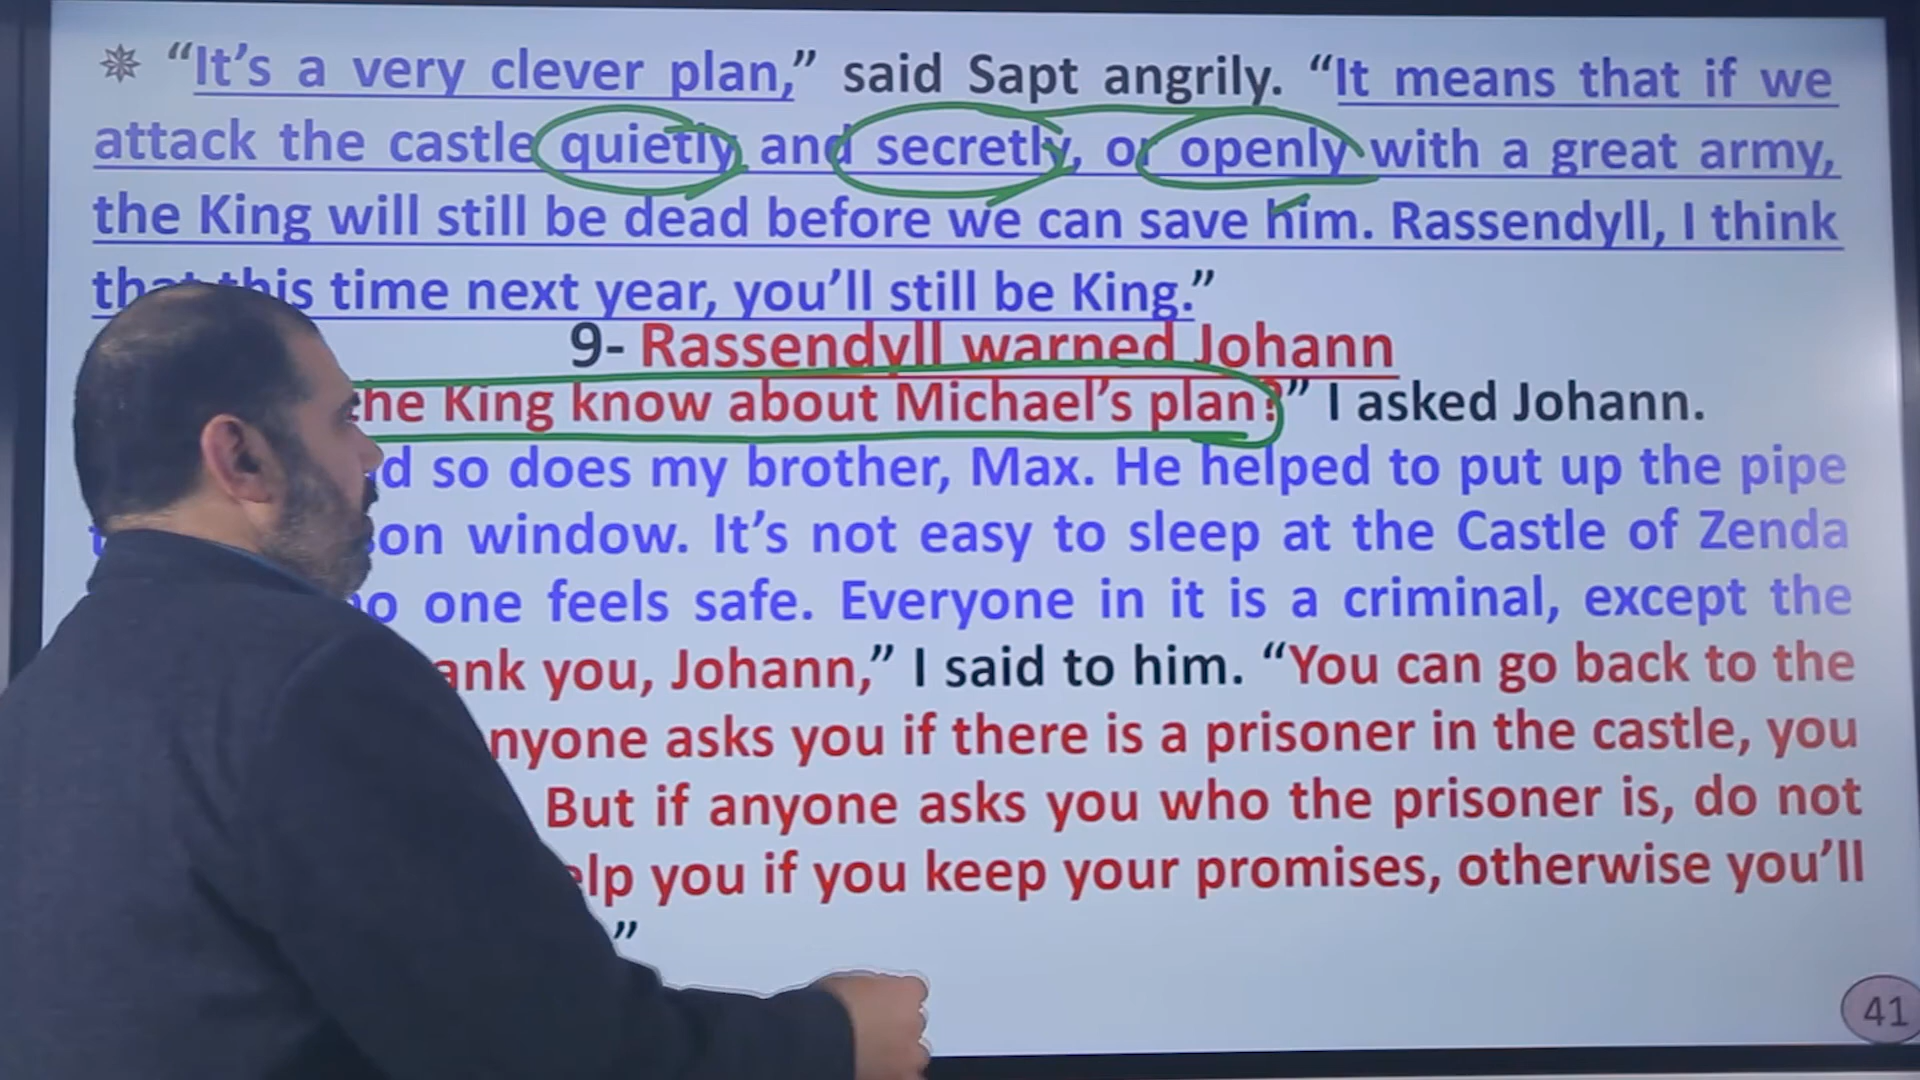 “It’s a very clever plan,” said Sapt angrily. “It means that if we
attack the castle quietly and secretly, or openly with a great army,
the King will still be dead before we can save him. Rassendyll, I think
that this time next year, you’ll still be King.”
9- Rassendyll warned Johann
he King know about Michael’s plan?” I asked Johann.
d so does my brother, Max. He helped to put up the pipe
on window. It’s not easy to sleep at the Castle of Zenda
no one feels safe. Everyone in it is a criminal, except the
ank you, Johann,” I said to him. “You can go back to the
nyone asks you if there is a prisoner in the castle, you
But if anyone asks you who the prisoner is, do not
elp you if you keep your promises, otherwise you’ll
”
41